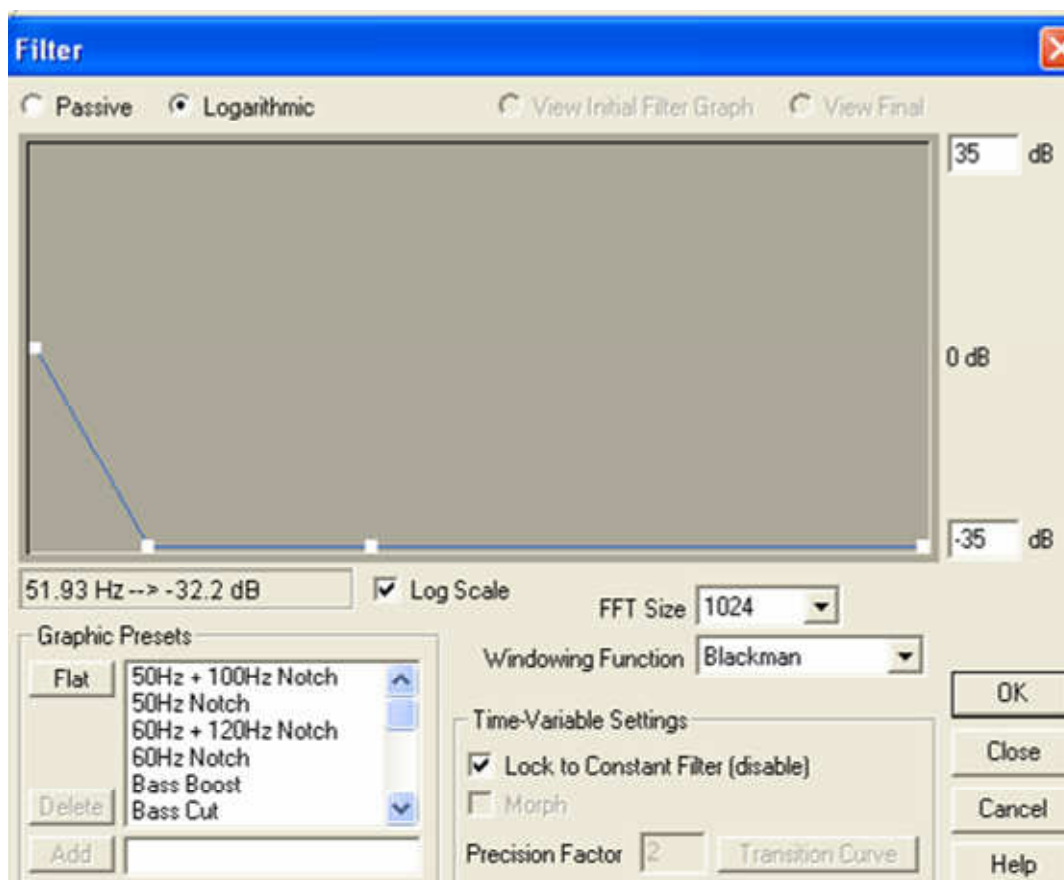 Filter
Passive Logarithmic View Initial Filter Graph View Final
35 dB
0 dB
-35 dB
51.93 Hz --> -32.2 dB Log Scale
FFT Size 1024
Graphic Presets
Windowing Function Blackman
Flat
50Hz + 100Hz Notch
50Hz Notch
60Hz + 120Hz Notch
60Hz Notch
Bass Boost
Bass Cut
Delete
Add
Time-Variable Settings
Lock to Constant Filter (disable)
Morph
Precision Factor 2 Transition Curve
OK
Close
Cancel
Help